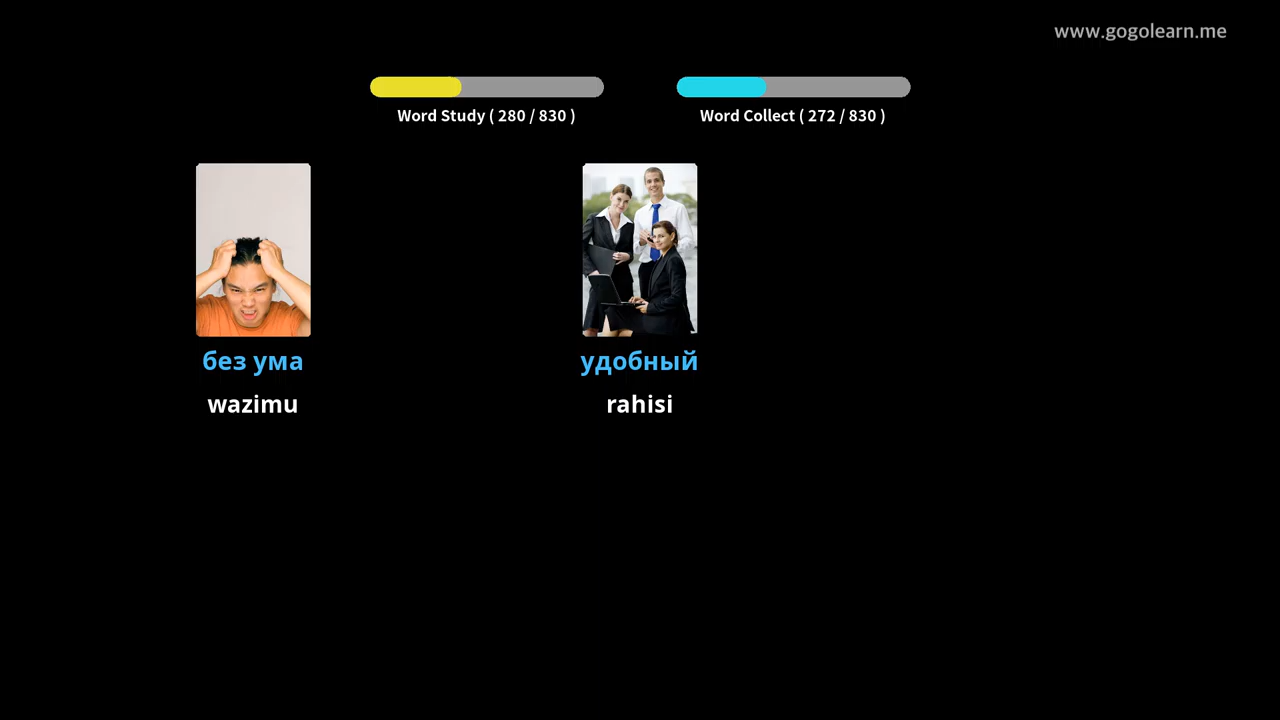 www.gogolearn.me
Word Study ( 280 / 830 )
Word Collect ( 272 / 830 )
без ума
удобный
wazimu
rahisi